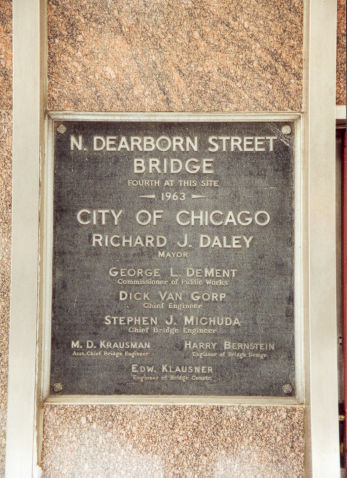 N. DEARBORN STREET
BRIDGE
FOURTH AT THIS SITE
1963
CITY OF CHICAGO
RICHARD J. DALEY
MAYOR
GEORGE L. DEMENT
Commissioner of Public Works
DICK VAN GORP
Chief Engineer
STEPHEN J. MICHUDA
Chief Bridge Engineer
M. D. KRAUSMAN HARRY BERNSTEIN
Asst. Chief Bridge Engineer Engineer of Bridge Design
EDW. KLAUSNER
Engineer of Bridge Constr.